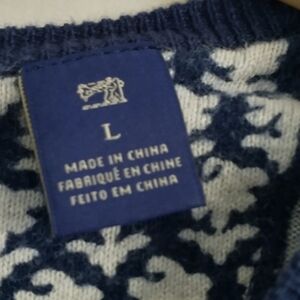 L
MADE IN CHINA
FABRIQUÉ EN CHINE
FEITO EM CHINA